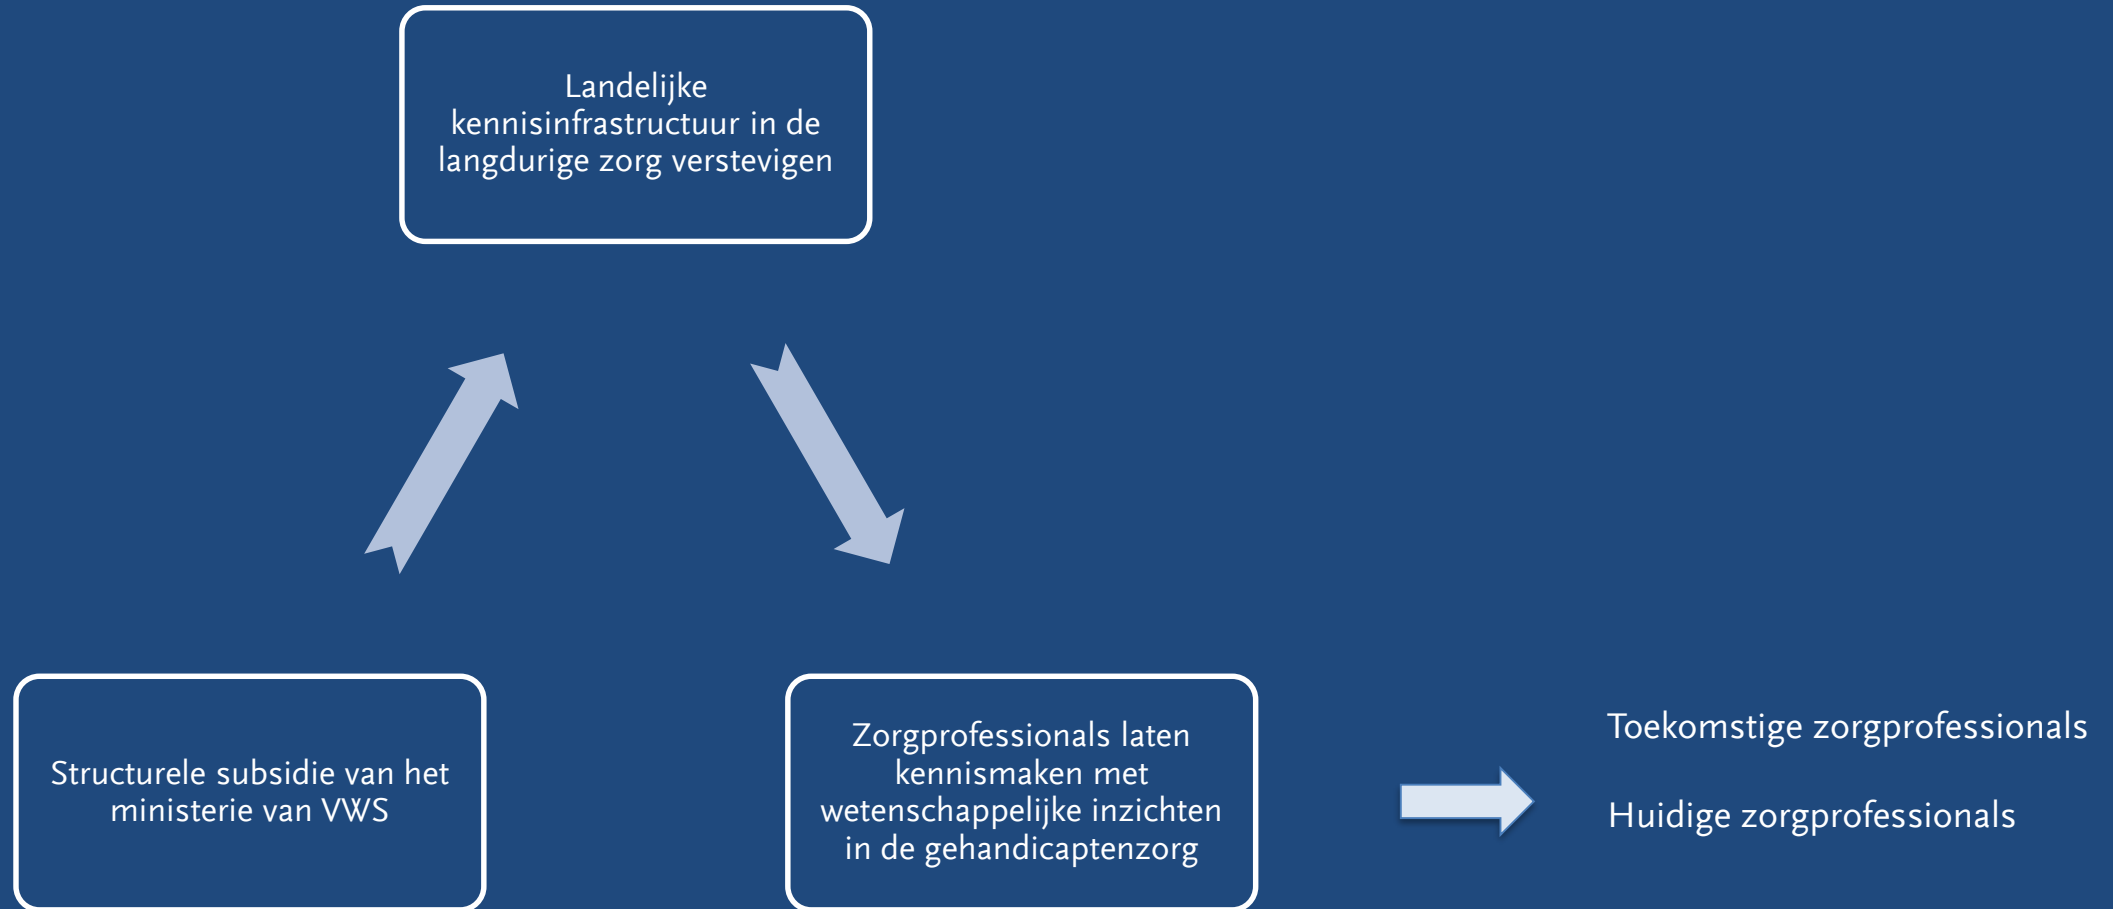 Landelijke
kennisinfrastructuur in de
langdurige zorg verstevigen
Structurele subsidie van het
ministerie van VWS
Zorgprofessionals laten
kennismaken met
wetenschappelijke inzichten
in de gehandicaptenzorg
Toekomstige zorgprofessionals
Huidige zorgprofessionals